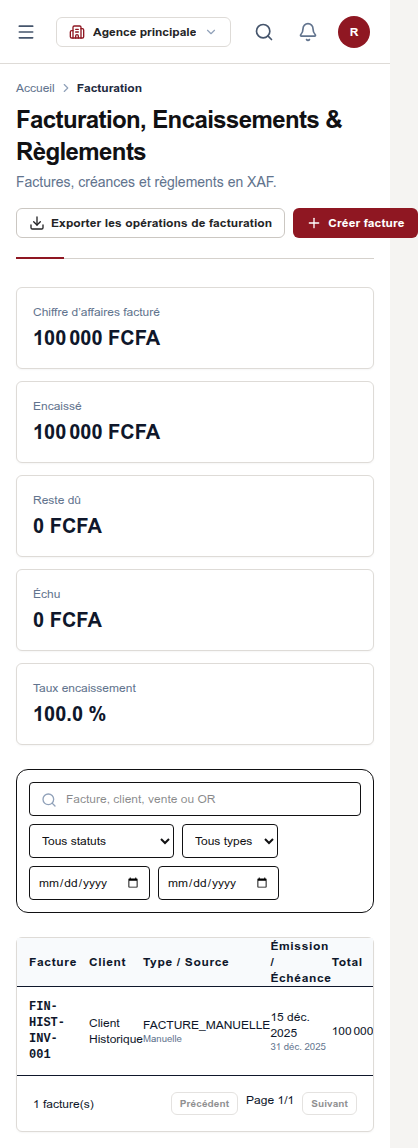 Agence principale
R
Accueil > Facturation
Facturation, Encaissements &
Règlements
Factures, créances et règlements en XAF.
Exporter les opérations de facturation
Créer facture
Chiffre d'affaires facturé
100 000 FCFA
Encaissé
100 000 FCFA
Reste dû
0 FCFA
Échu
0 FCFA
Taux encaissement
100.0 %
Facture, client, vente ou OR
Tous statuts
Tous types
mm/dd/yyyy
mm/dd/yyyy
Facture
Client
Type / Source
Émission
/
Échéance
Total
FIN-
HIST-
INV-
001
Client
Historique
FACTURE_MANUELLE
Manuelle
15 déc.
2025
31 déc. 2025
100 000
1 facture(s)
Précédent
Page 1/1
Suivant